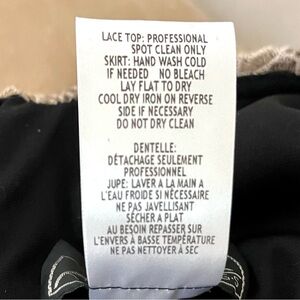 LACE TOP: PROFESSIONAL
SPOT CLEAN ONLY
SKIRT: HAND WASH COLD
IF NEEDED NO BLEACH
LAY FLAT TO DRY
COOL DRY IRON ON REVERSE
SIDE IF NECESSARY
DO NOT DRY CLEAN
DENTELLE:
DÉTACHAGE SEULEMENT
PROFESSIONNEL
JUPE: LAVER A LA MAIN A
L'EAU FROIDE SI NÉCESSAIRE
NE PAS JAVELLISANT
SÉCHER A PLAT
AU BESOIN REPASSER SUR
L'ENVERS À BASSE TEMPÉRATURE
NE PAS NETTOYER À SEC